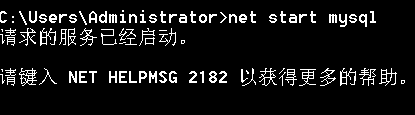 C:\Users\Administrator>net start mysql
请求的服务已经启动。
请键入 NET HELPMSG 2182 以获得更多的帮助。